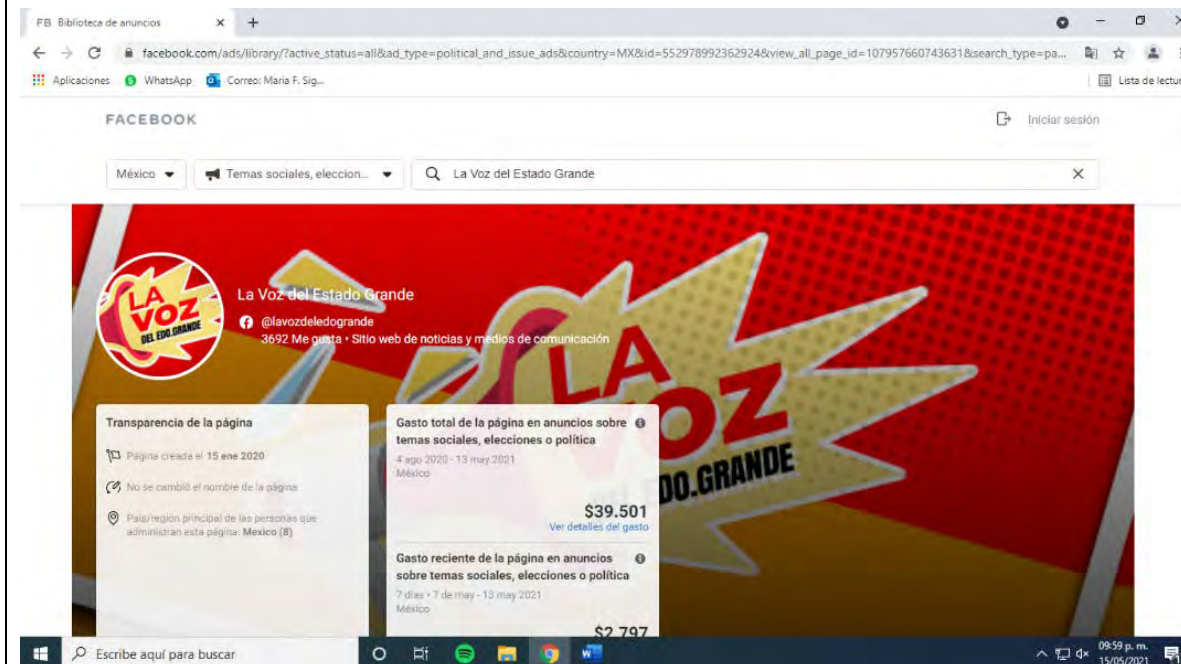 FB Biblioteca de anuncios
facebook.com/ads/library/?active_status=all&ad_type=political_and_issue_ads&country=MX&id=552978992362924&view_all_page_id=107957660743631&search_type=pa...
Aplicaciones WhatsApp Correo: Maria F. Sig... Lista de lectur
FACEBOOK Iniciar sesión
México Temas sociales, eleccion... La Voz del Estado Grande
LA VOZ
DEL EDO.GRANDE
La Voz del Estado Grande
@lavozdeledogrande
3692 Me gusta • Sitio web de noticias y medios de comunicación
LA
VOZ
DEL EDO.GRANDE
Transparencia de la página
Página creada el 15 ene 2020
No se cambió el nombre de la página
País/región principal de las personas que
administran esta página: Mexico (8)
Gasto total de la página en anuncios sobre
temas sociales, elecciones o política
4 ago 2020 - 13 may 2021
México
$39.501
Ver detalles del gasto
Gasto reciente de la página en anuncios
sobre temas sociales, elecciones o política
7 días • 7 de may - 13 may 2021
México
$2.797
Escribe aquí para buscar
09:59 p. m.
15/05/2021